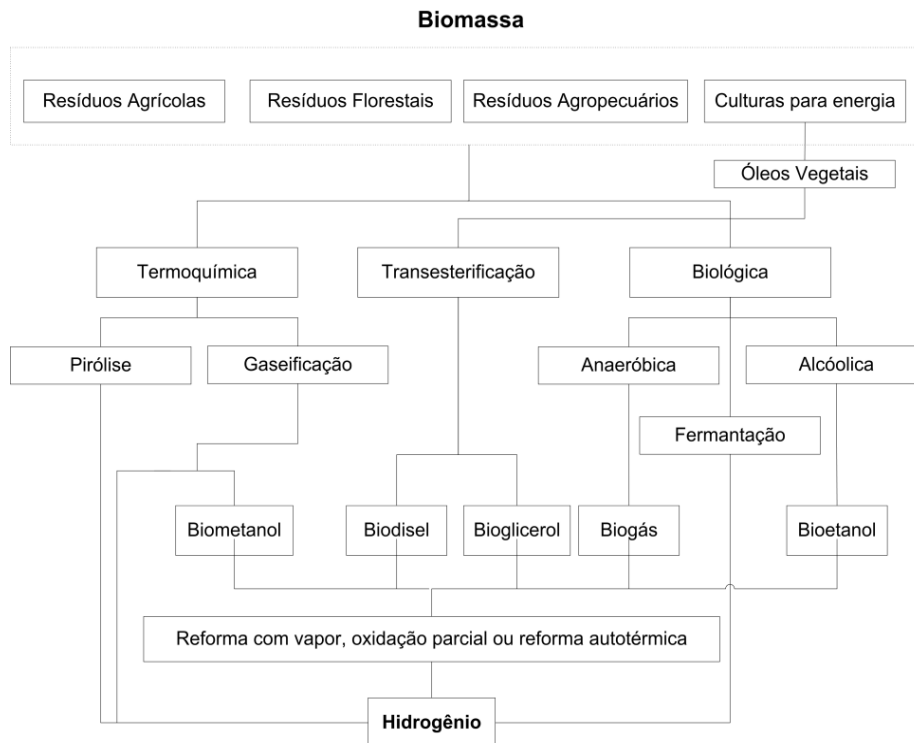 Biomassa
Resíduos Agrícolas
Resíduos Florestais
Resíduos Agropecuários
Culturas para energia
Óleos Vegetais
Termoquímica
Transesterificação
Biológica
Pirólise
Gaseificação
Anaeróbica
Alcóolica
Fermantação
Biometanol
Biodisel
Bioglicerol
Biogás
Bioetanol
Reforma com vapor, oxidação parcial ou reforma autotérmica
Hidrogênio